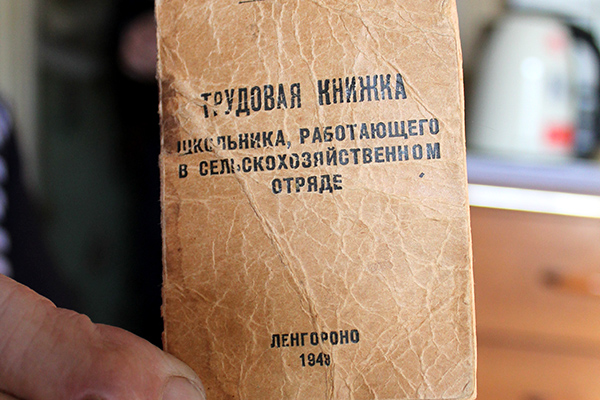 ТРУДОВАЯ КНИЖКА
ШКОЛЬНИКА, РАБОТАЮЩЕГО
В СЕЛЬСКОХОЗЯЙСТВЕННОМ
ОТРЯДЕ
ЛЕНГОРОНО